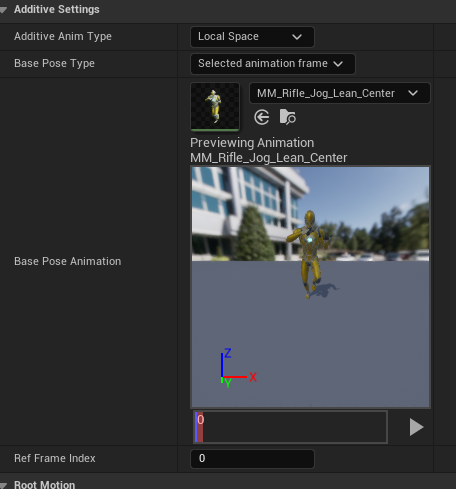 Additive Settings
Additive Anim Type Local Space
Base Pose Type Selected animation frame
MM_Rifle_Jog_Lean_Center
Previewing Animation
MM_Rifle_Jog_Lean_Center
Base Pose Animation
Z
X
Y
0
Ref Frame Index 0
Root Motion